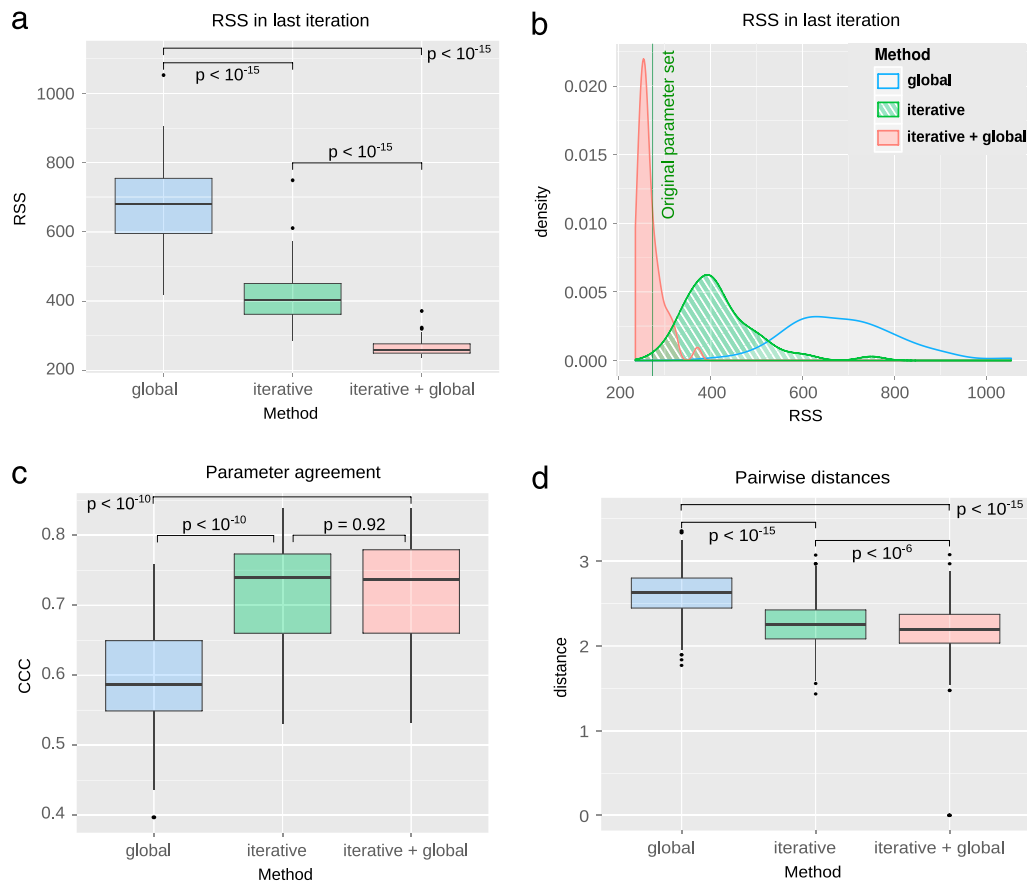 a
RSS in last iteration
p < 10-15
p < 10-15
p < 10-15
1000
800
600
400
200
RSS
global
iterative
iterative + global
Method
b
RSS in last iteration
Original parameter set
Method
global
iterative
iterative + global
0.020
0.015
0.010
0.005
0.000
density
200
400
600
800
1000
RSS
c
Parameter agreement
p < 10-10
p < 10-10
p = 0.92
0.8
0.7
0.6
0.5
0.4
CCC
global
iterative
iterative + global
Method
d
Pairwise distances
p < 10-15
p < 10-15
p < 10-6
3
2
1
0
distance
global
iterative
iterative + global
Method